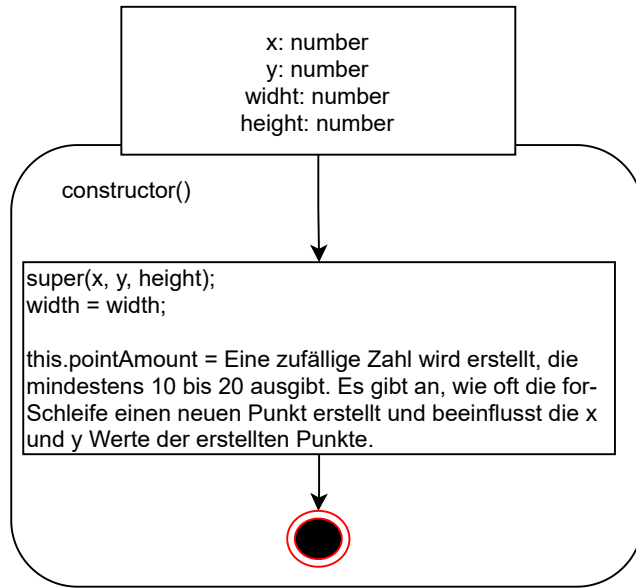 x: number
y: number
widht: number
height: number
constructor()
super(x, y, height);
width = width;
this.pointAmount = Eine zufällige Zahl wird erstellt, die
mindestens 10 bis 20 ausgibt. Es gibt an, wie oft die for-
Schleife einen neuen Punkt erstellt und beeinflusst die x
und y Werte der erstellten Punkte.